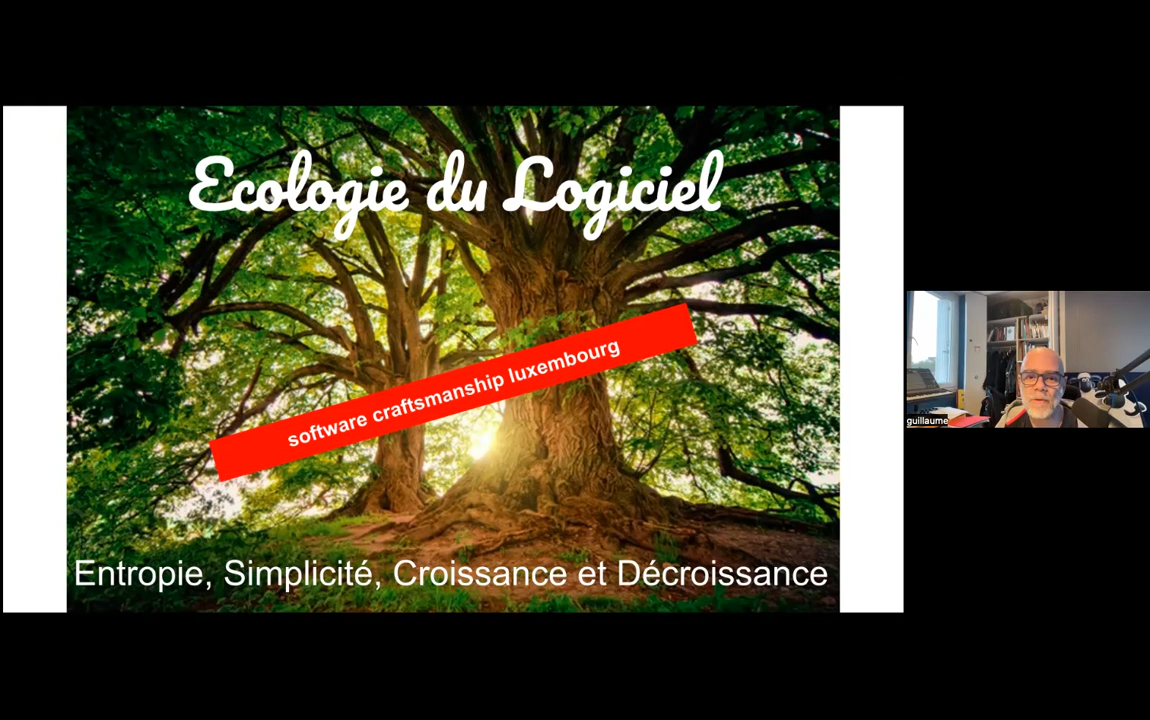 Ecologie du Logiciel
software craftsmanship luxembourg
Entropie, Simplicité, Croissance et Décroissance
guillaume